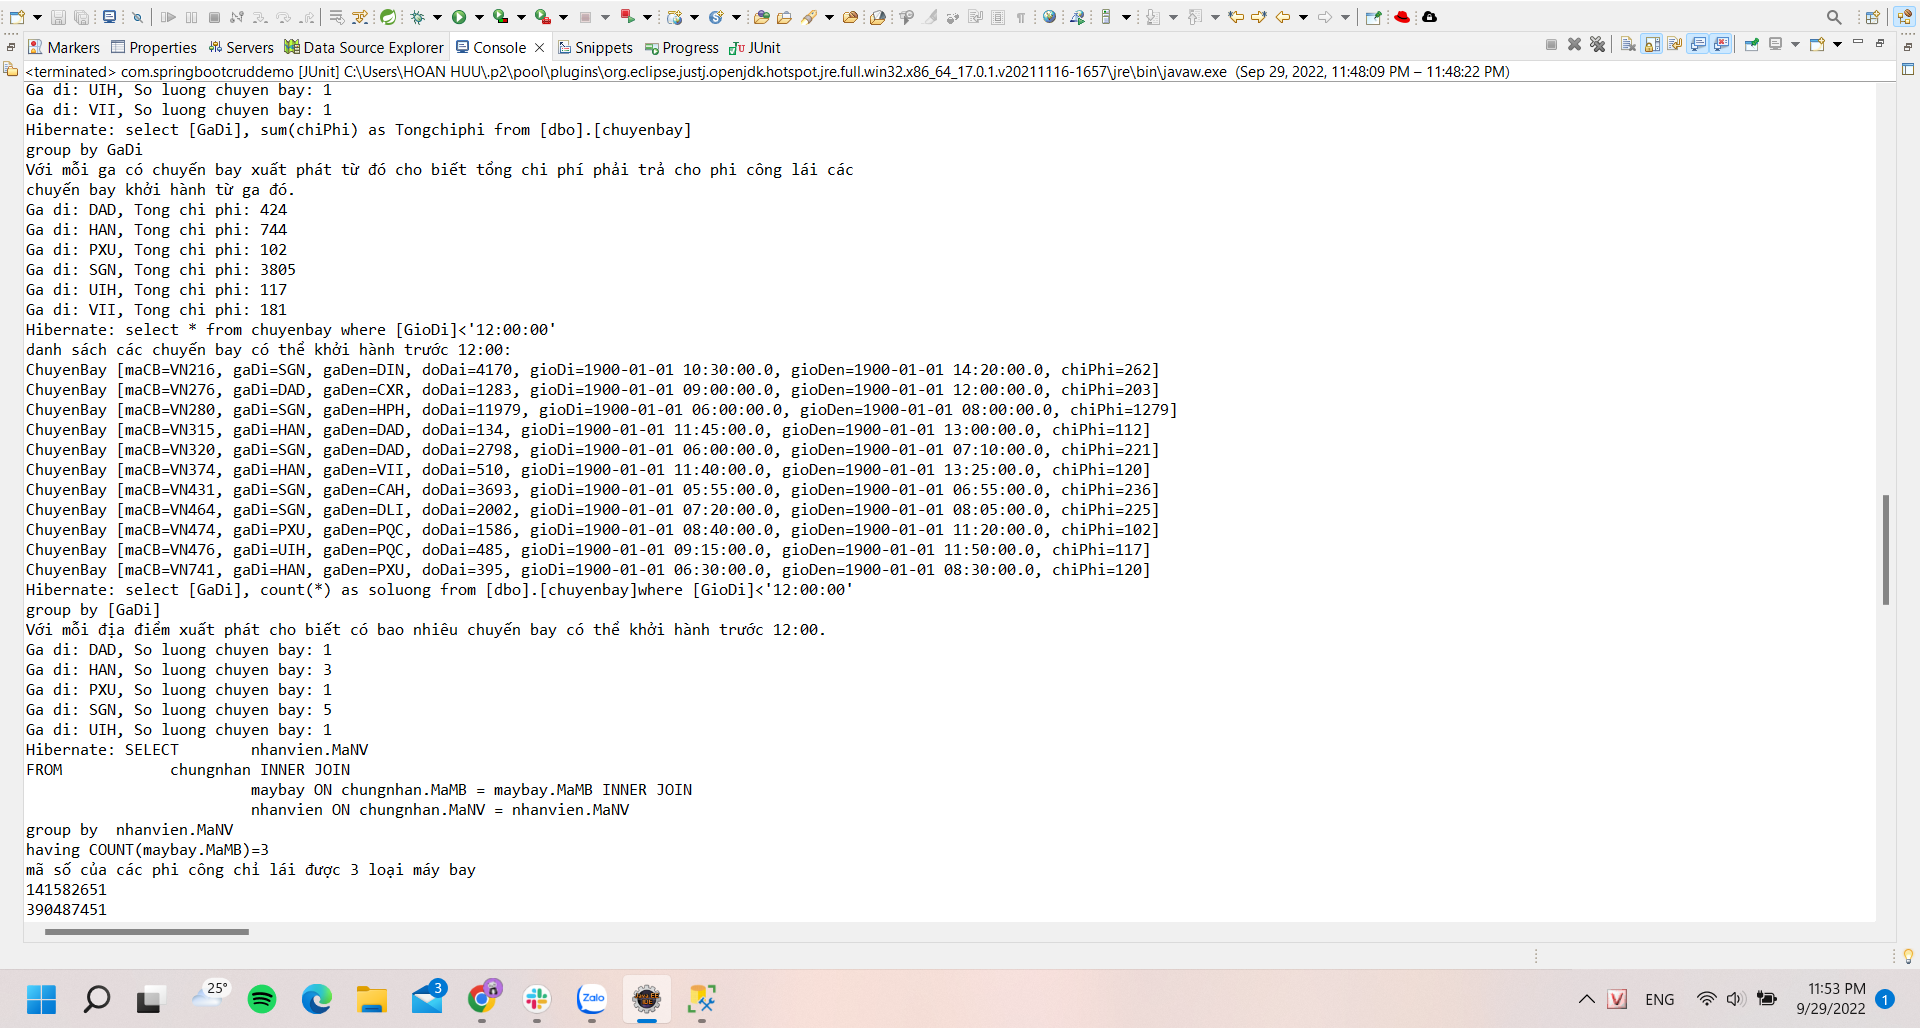 Markers Properties Servers Data Source Explorer Console Snippets Progress JUnit
<terminated> com.springbootcruddemo [JUnit] C:\Users\HOAN HUU\.p2\pool\plugins\org.eclipse.justj.openjdk.hotspot.jre.full.win32.x86_64_17.0.1.v20211116-1657\jre\bin\javaw.exe (Sep 29, 2022, 11:48:09 PM – 11:48:22 PM)
Ga di: UIH, So luong chuyen bay: 1
Ga di: VII, So luong chuyen bay: 1
Hibernate: select [GaDi], sum(chiPhi) as Tongchiphi from [dbo].[chuyenbay]
group by GaDi
Với mỗi ga có chuyến bay xuất phát từ đó cho biết tổng chi phí phải trả cho phi công lái các
chuyến bay khởi hành từ ga đó.
Ga di: DAD, Tong chi phi: 424
Ga di: HAN, Tong chi phi: 744
Ga di: PXU, Tong chi phi: 102
Ga di: SGN, Tong chi phi: 3805
Ga di: UIH, Tong chi phi: 117
Ga di: VII, Tong chi phi: 181
Hibernate: select * from chuyenbay where [GioDi]<'12:00:00'
danh sách các chuyến bay có thể khởi hành trước 12:00:
ChuyenBay [maCB=VN216, gaDi=SGN, gaDen=DIN, doDai=4170, gioDi=1900-01-01 10:30:00.0, gioDen=1900-01-01 14:20:00.0, chiPhi=262]
ChuyenBay [maCB=VN276, gaDi=DAD, gaDen=CXR, doDai=1283, gioDi=1900-01-01 09:00:00.0, gioDen=1900-01-01 12:00:00.0, chiPhi=203]
ChuyenBay [maCB=VN280, gaDi=SGN, gaDen=HPH, doDai=11979, gioDi=1900-01-01 06:00:00.0, gioDen=1900-01-01 08:00:00.0, chiPhi=1279]
ChuyenBay [maCB=VN315, gaDi=HAN, gaDen=DAD, doDai=134, gioDi=1900-01-01 11:45:00.0, gioDen=1900-01-01 13:00:00.0, chiPhi=112]
ChuyenBay [maCB=VN320, gaDi=SGN, gaDen=DAD, doDai=2798, gioDi=1900-01-01 06:00:00.0, gioDen=1900-01-01 07:10:00.0, chiPhi=221]
ChuyenBay [maCB=VN374, gaDi=HAN, gaDen=VII, doDai=510, gioDi=1900-01-01 11:40:00.0, gioDen=1900-01-01 13:25:00.0, chiPhi=120]
ChuyenBay [maCB=VN431, gaDi=SGN, gaDen=CAH, doDai=3693, gioDi=1900-01-01 05:55:00.0, gioDen=1900-01-01 06:55:00.0, chiPhi=236]
ChuyenBay [maCB=VN464, gaDi=SGN, gaDen=DLI, doDai=2002, gioDi=1900-01-01 07:20:00.0, gioDen=1900-01-01 08:05:00.0, chiPhi=225]
ChuyenBay [maCB=VN474, gaDi=PXU, gaDen=PQC, doDai=1586, gioDi=1900-01-01 08:40:00.0, gioDen=1900-01-01 11:20:00.0, chiPhi=102]
ChuyenBay [maCB=VN476, gaDi=UIH, gaDen=PQC, doDai=485, gioDi=1900-01-01 09:15:00.0, gioDen=1900-01-01 11:50:00.0, chiPhi=117]
ChuyenBay [maCB=VN741, gaDi=HAN, gaDen=PXU, doDai=395, gioDi=1900-01-01 06:30:00.0, gioDen=1900-01-01 08:30:00.0, chiPhi=120]
Hibernate: select [GaDi], count(*) as soluong from [dbo].[chuyenbay]where [GioDi]<'12:00:00'
group by [GaDi]
Với mỗi địa điểm xuất phát cho biết có bao nhiêu chuyến bay có thể khởi hành trước 12:00.
Ga di: DAD, So luong chuyen bay: 1
Ga di: HAN, So luong chuyen bay: 3
Ga di: PXU, So luong chuyen bay: 1
Ga di: SGN, So luong chuyen bay: 5
Ga di: UIH, So luong chuyen bay: 1
Hibernate: SELECT nhanvien.MaNV
FROM chungnhan INNER JOIN
maybay ON chungnhan.MaMB = maybay.MaMB INNER JOIN
nhanvien ON chungnhan.MaNV = nhanvien.MaNV
group by nhanvien.MaNV
having COUNT(maybay.MaMB)=3
mã số của các phi công chỉ lái được 3 loại máy bay
141582651
390487451
25°
3
Zalo
ENG
11:53 PM
9/29/2022
1